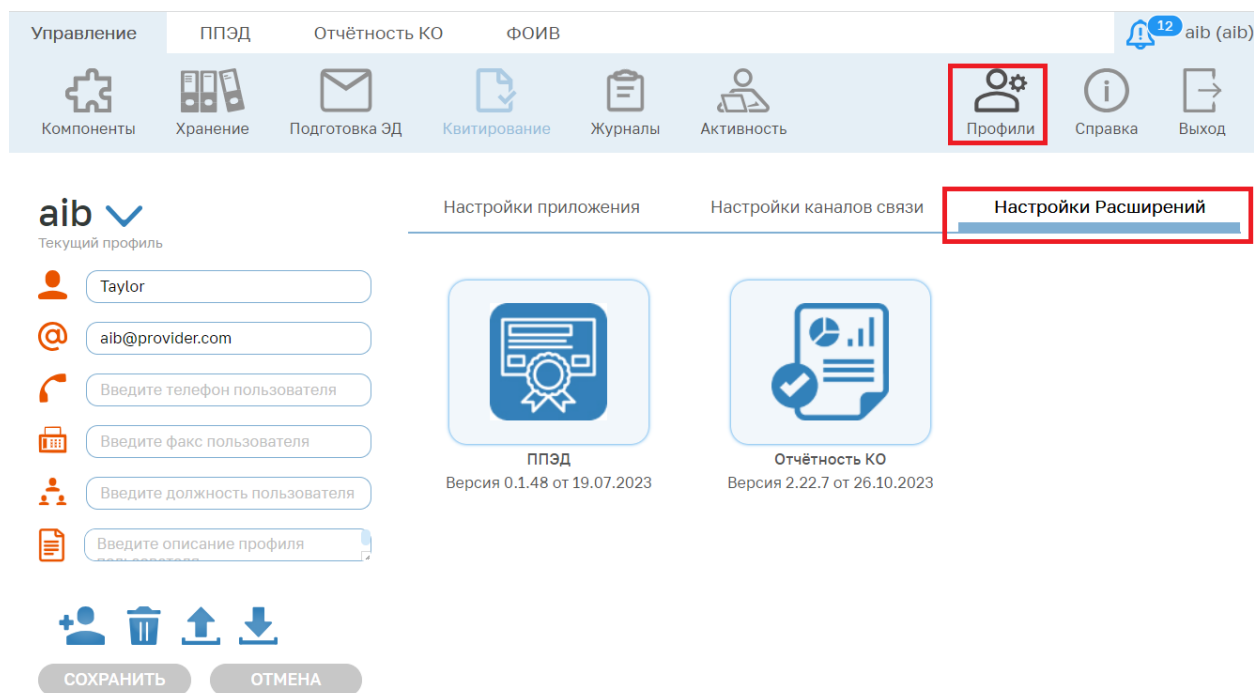 Управление ППЭД Отчётность КО ФОИВ 12 aib (aib)
Компоненты Хранение Подготовка ЭД Квитирование Журналы Активность Профили Справка Выход
aib
Текущий профиль
Настройки приложения Настройки каналов связи Настройки Расширений
Taylor
aib@provider.com
Введите телефон пользователя
Введите факс пользователя
Введите должность пользователя
Введите описание профиля
ППЭД
Версия 0.1.48 от 19.07.2023
Отчётность КО
Версия 2.22.7 от 26.10.2023
СОХРАНИТЬ ОТМЕНА